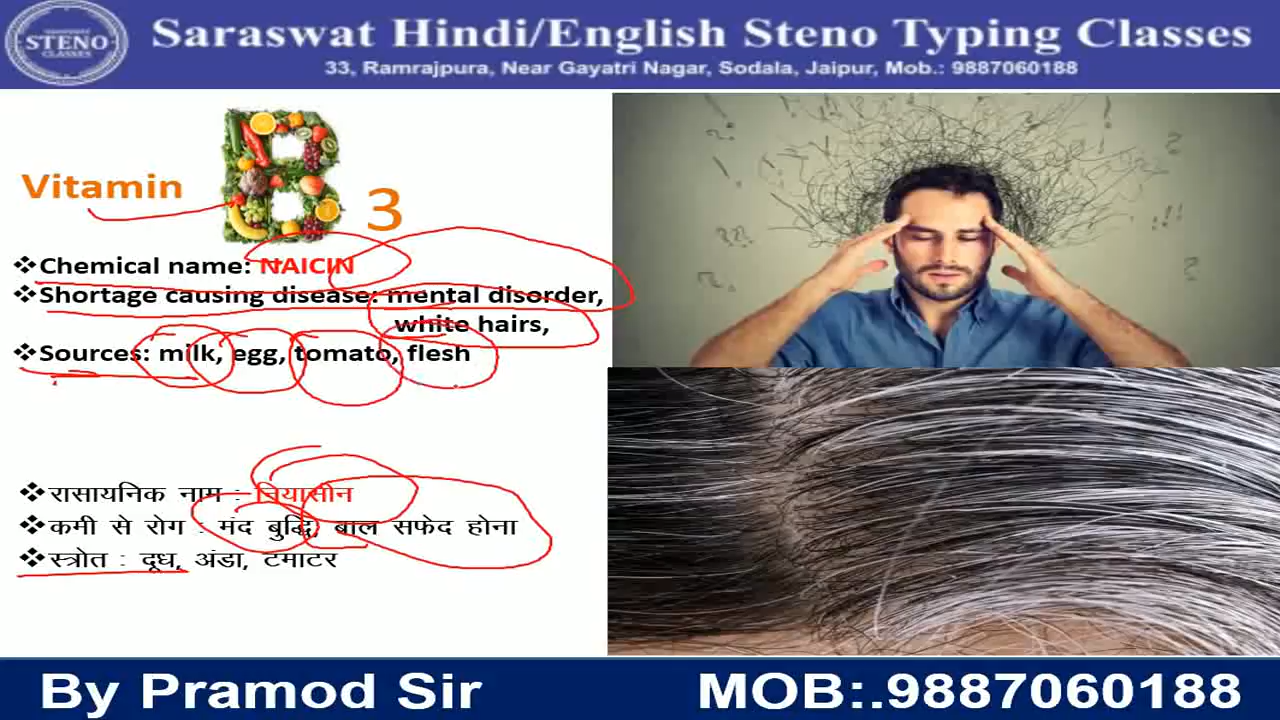 STENO
CLASSES
Saraswat Hindi/English Steno Typing Classes
33, Ramrajpura, Near Gayatri Nagar, Sodala, Jaipur, Mob.: 9887060188
Vitamin B 3
❖Chemical name: NAICIN
❖Shortage causing disease: mental disorder,
white hairs,
❖Sources: milk, egg, tomato, flesh
❖रासायनिक नाम : नियासीन
❖कमी से रोग : मंद बुद्धि, बाल सफेद होना
❖स्त्रोत : दूध, अंडा, टमाटर
By Pramod Sir
MOB:.9887060188